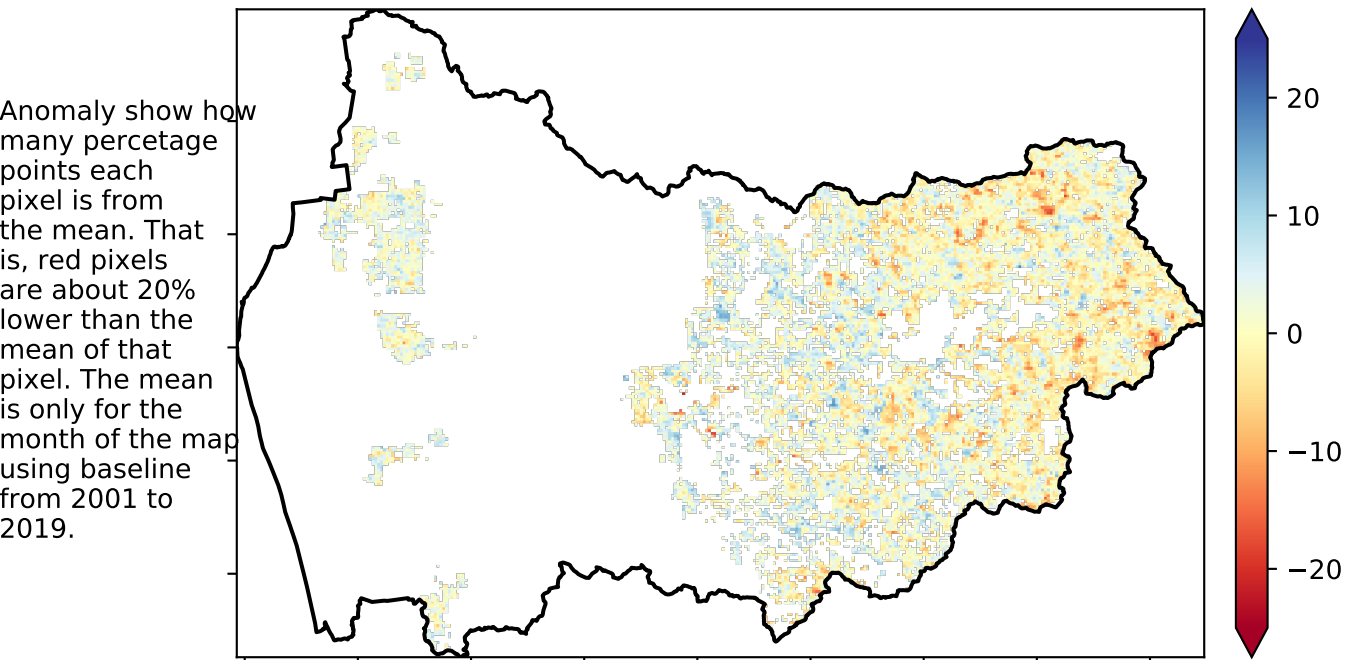 Anomaly show how
many percetage
points each
pixel is from
the mean. That
is, red pixels
are about 20%
lower than the
mean of that
pixel. The mean
is only for the
month of the map
using baseline
from 2001 to
2019.
20
10
0
−10
−20